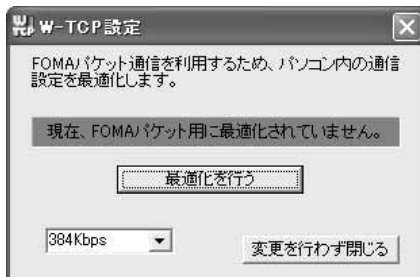 W-TCP設定
FOMAパケット通信を利用するため、パソコン内の通信
設定を最適化します。
現在、FOMAパケット用に最適化されていません。
最適化を行う
384Kbps
変更を行わず閉じる